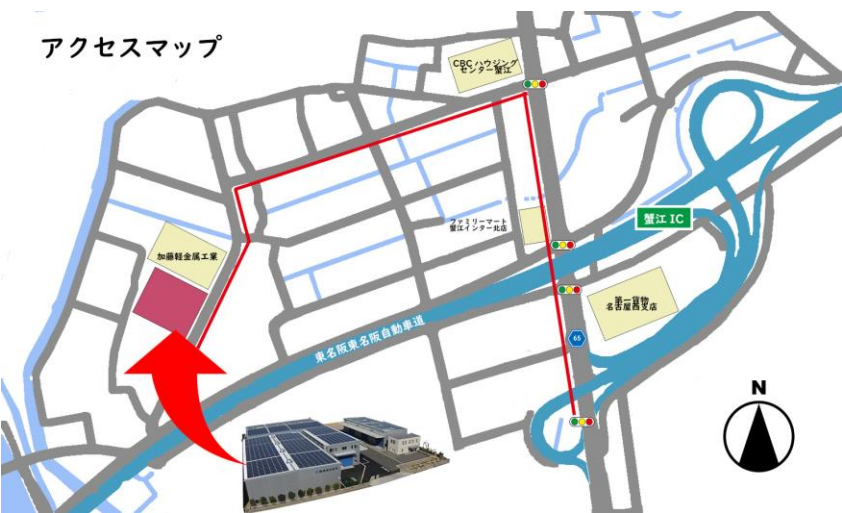 アクセスマップ
CBCハウジング
センター蟹江
ファミリーマート
蟹江インター北店
蟹江 IC
加藤軽金属工業
第一貨物
名古屋西支店
東名阪東名阪自動車道
65
N